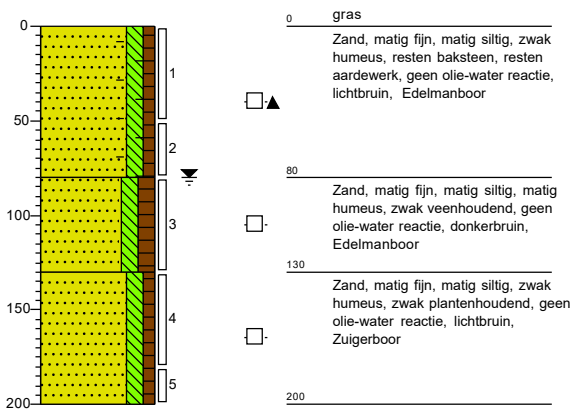 0
50
100
150
200
1
2
3
4
5
0
gras
Zand, matig fijn, matig siltig, zwak
humeus, resten baksteen, resten
aardewerk, geen olie-water reactie,
lichtbruin, Edelmanboor
80
Zand, matig fijn, matig siltig, matig
humeus, zwak veenhoudend, geen
olie-water reactie, donkerbruin,
Edelmanboor
130
Zand, matig fijn, matig siltig, zwak
humeus, zwak plantenhoudend, geen
olie-water reactie, lichtbruin,
Zuigerboor
200